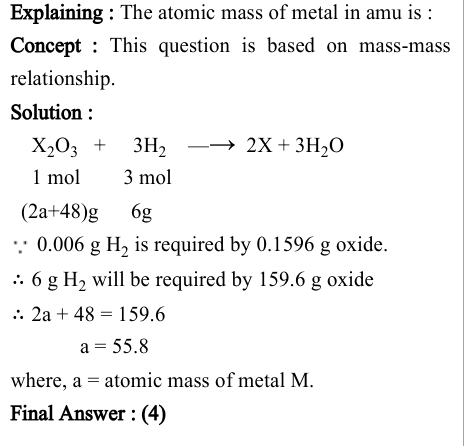 Explaining : The atomic mass of metal in amu is :
Concept : This question is based on mass-mass
relationship.
Solution :
X₂O₃ + 3H₂ ⟶ 2X + 3H₂O
1 mol 3 mol
(2a+48)g 6g
∵ 0.006 g H₂ is required by 0.1596 g oxide.
∴ 6 g H₂ will be required by 159.6 g oxide
∴ 2a + 48 = 159.6
a = 55.8
where, a = atomic mass of metal M.
Final Answer : (4)